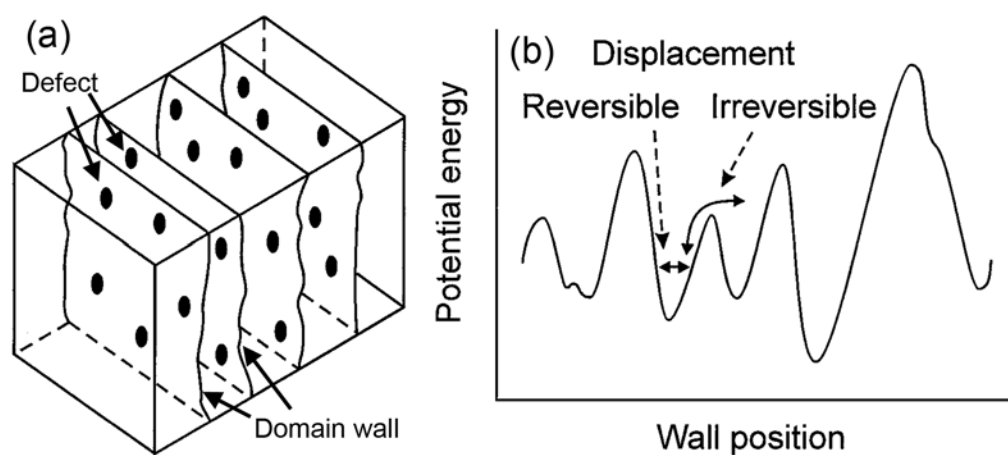 (a)
Defect
Domain wall
(b)
Displacement
Reversible Irreversible
Potential energy
Wall position